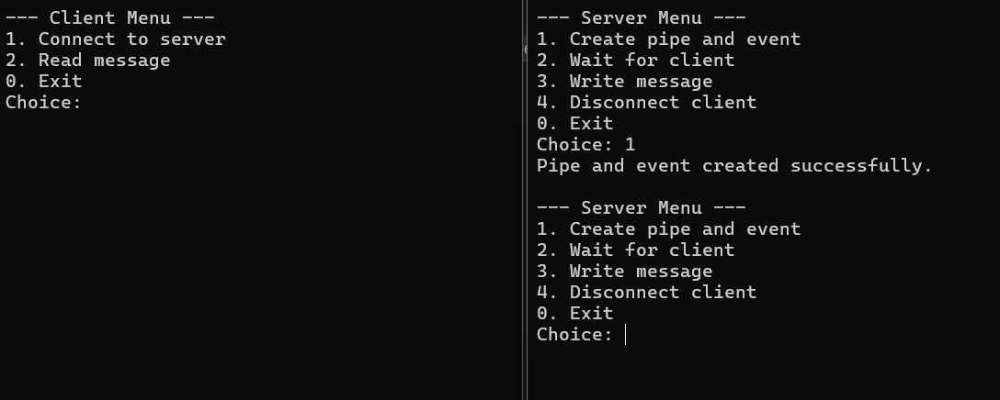 --- Client Menu ---
1. Connect to server
2. Read message
0. Exit
Choice:
--- Server Menu ---
1. Create pipe and event
2. Wait for client
3. Write message
4. Disconnect client
0. Exit
Choice: 1
Pipe and event created successfully.
--- Server Menu ---
1. Create pipe and event
2. Wait for client
3. Write message
4. Disconnect client
0. Exit
Choice: